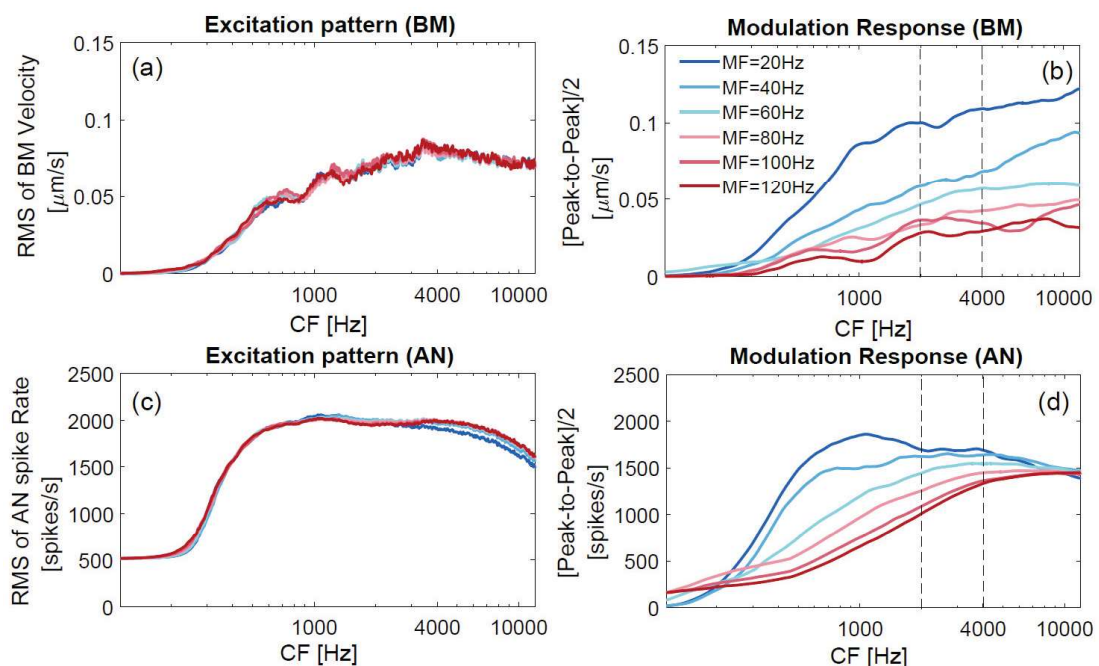 Excitation pattern (BM)
(a)
RMS of BM Velocity
[μm/s]
0.15
0.1
0.05
0
1000
4000
10000
CF [Hz]
Modulation Response (BM)
(b)
[Peak-to-Peak]/2
[μm/s]
0.15
0.1
0.05
0
MF=20Hz
MF=40Hz
MF=60Hz
MF=80Hz
MF=100Hz
MF=120Hz
1000
4000
10000
CF [Hz]
Excitation pattern (AN)
(c)
RMS of AN spike Rate
[spikes/s]
2500
2000
1500
1000
500
0
1000
4000
10000
CF [Hz]
Modulation Response (AN)
(d)
[Peak-to-Peak]/2
[spikes/s]
2500
2000
1500
1000
500
0
1000
4000
10000
CF [Hz]